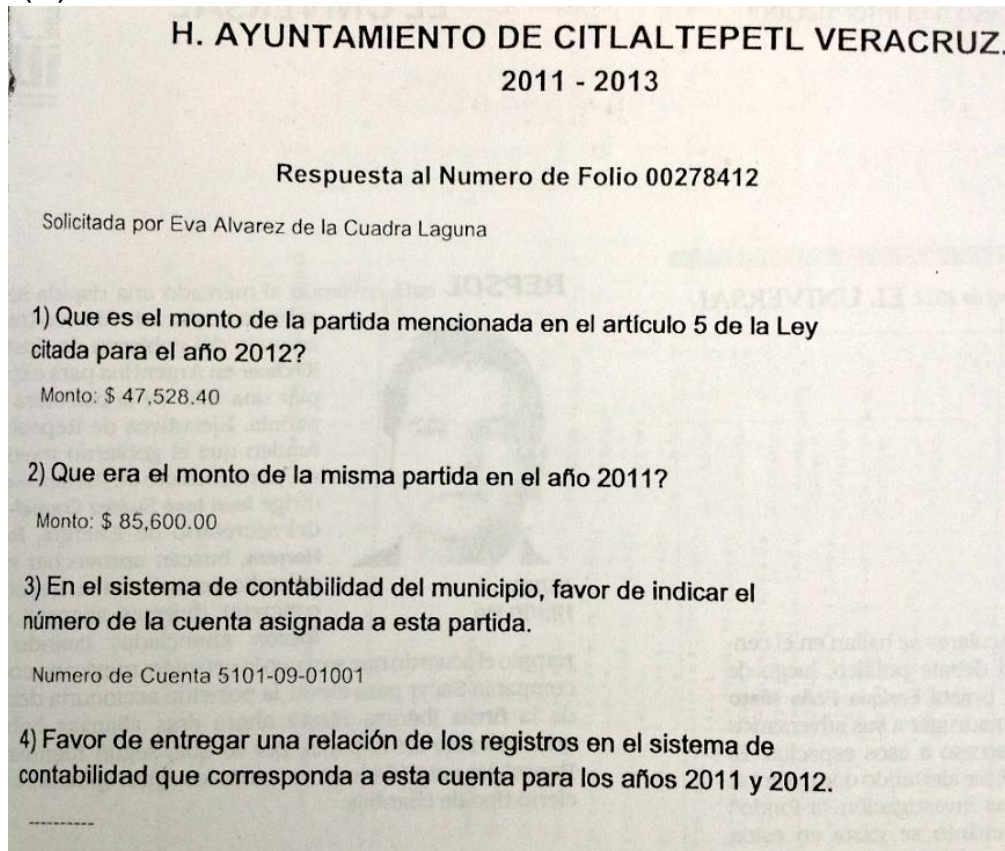 H. AYUNTAMIENTO DE CITLALTEPETL VERACRUZ.
2011 - 2013
Respuesta al Numero de Folio 00278412
Solicitada por Eva Alvarez de la Cuadra Laguna
1) Que es el monto de la partida mencionada en el artículo 5 de la Ley
citada para el año 2012?
Monto: $ 47,528.40
2) Que era el monto de la misma partida en el año 2011?
Monto: $ 85,600.00
3) En el sistema de contabilidad del municipio, favor de indicar el
número de la cuenta asignada a esta partida.
Numero de Cuenta 5101-09-01001
4) Favor de entregar una relación de los registros en el sistema de
contabilidad que corresponda a esta cuenta para los años 2011 y 2012.
----------